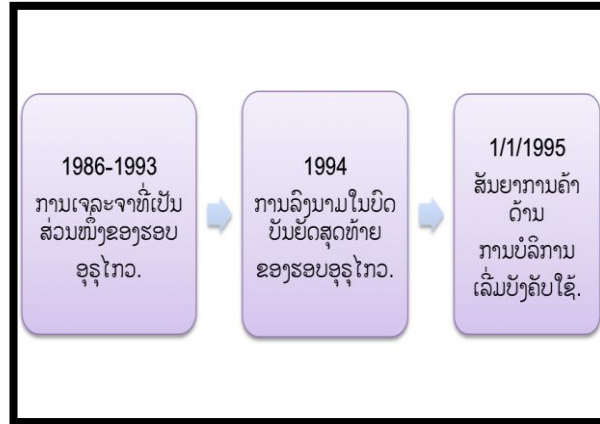 1986-1993
ການເຈລະຈາທີ່ເປັນ
ສ່ວນໜຶ່ງຂອງຮອບ
ອຸຣຸໄກວ.
1994
ການລົງນາມໃນບົດ
ບັນຍັດສຸດທ້າຍ
ຂອງຮອບອຸຣຸໄກວ.
1/1/1995
ສັນຍາການຄ້າ
ດ້ານ
ການບໍລິການ
ເລີ່ມບັງຄັບໃຊ້.